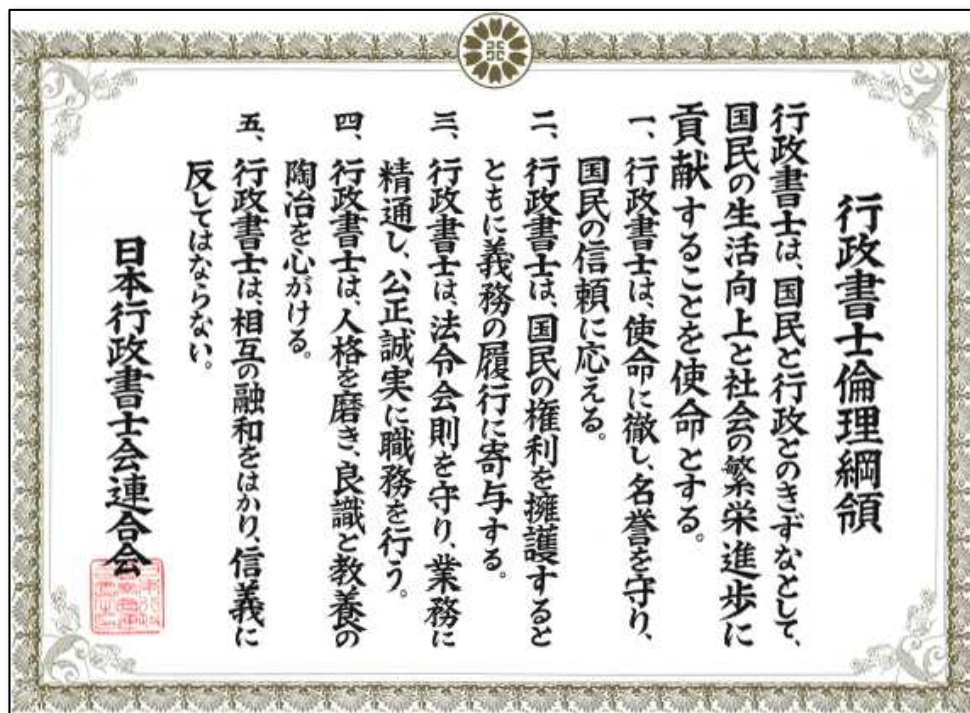 行政書士倫理綱領
行政書士は、国民と行政とのきずなとして、
国民の生活向上と社会の繁栄進歩に
貢献することを使命とする。
一、行政書士は、使命に徹し、名誉を守り、
国民の信頼に応える。
二、行政書士は、国民の権利を擁護すると
ともに義務の履行に寄与する。
三、行政書士は、法令会則を守り、業務に
精通し、公正誠実に職務を行う。
四、行政書士は、人格を磨き、良識と教養の
陶冶を心がける。
五、行政書士は、相互の融和をはかり、信義に
反してはならない。
日本行政書士会連合会